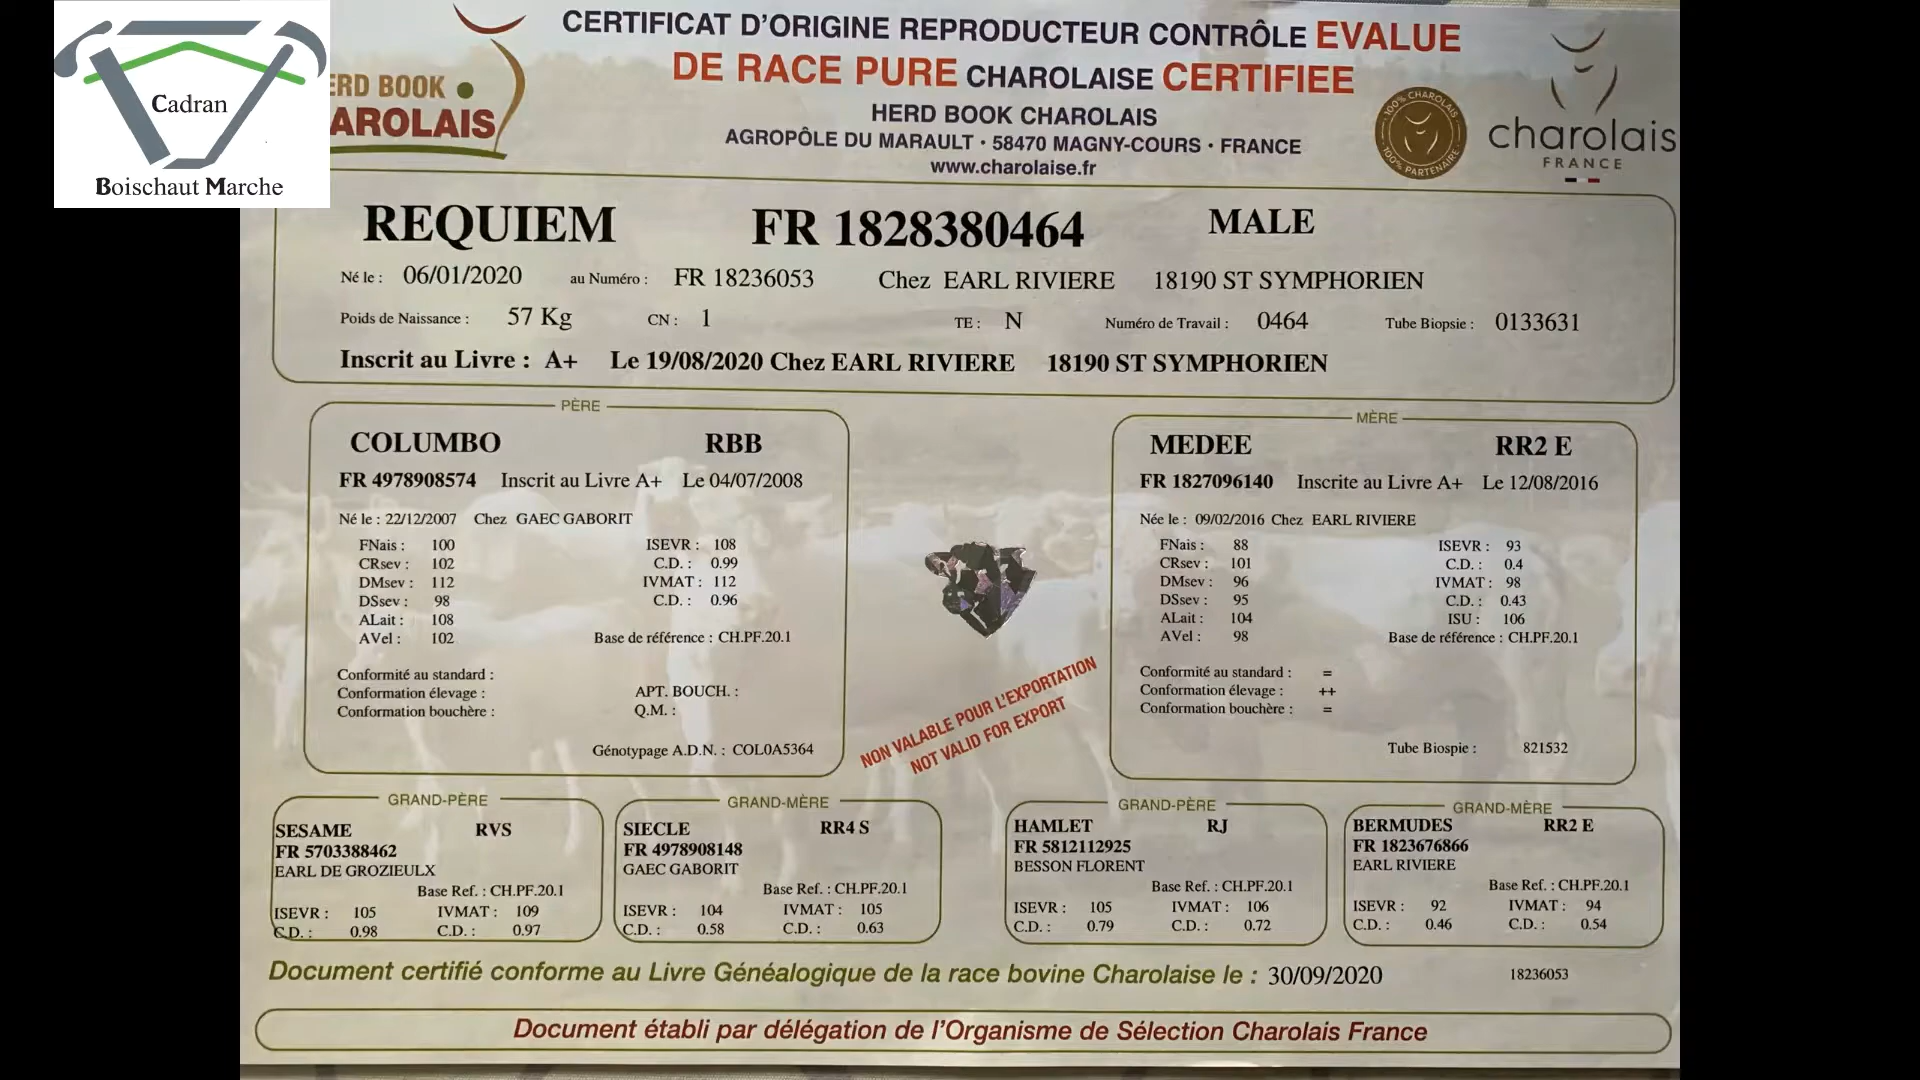 Cadran
Boischaut Marche
ERD BOOK
AROLAIS
CERTIFICAT D'ORIGINE REPRODUCTEUR CONTRÔLE EVALUE
DE RACE PURE CHAROLAISE CERTIFIEE
HERD BOOK CHAROLAIS
AGROPÔLE DU MARAULT • 58470 MAGNY-COURS • FRANCE
www.charolaise.fr
100% CHAROLAIS
100% PARTENAIRE
charolais
FRANCE
REQUIEM FR 1828380464 MALE
Né le : 06/01/2020 au Numéro : FR 18236053 Chez EARL RIVIERE 18190 ST SYMPHORIEN
Poids de Naissance : 57 Kg CN : 1 TE : N Numéro de Travail : 0464 Tube Biopsie : 0133631
Inscrit au Livre : A+ Le 19/08/2020 Chez EARL RIVIERE 18190 ST SYMPHORIEN
PÈRE
COLUMBO RBB
FR 4978908574 Inscrit au Livre A+ Le 04/07/2008
Né le : 22/12/2007 Chez GAEC GABORIT
FNais : 100 ISEVR : 108
CRsev : 102 C.D. : 0.99
DMsev : 112 IVMAT : 112
DSsev : 98 C.D. : 0.96
ALait : 108
AVel : 102 Base de référence : CH.PF.20.1
Conformité au standard :
Conformation élevage : APT. BOUCH. :
Conformation bouchère : Q.M. :
Génotypage A.D.N. : COL0A5364
NON VALABLE POUR L'EXPORTATION
NOT VALID FOR EXPORT
MÈRE
MEDEE RR2 E
FR 1827096140 Inscrite au Livre A+ Le 12/08/2016
Née le : 09/02/2016 Chez EARL RIVIERE
FNais : 88 ISEVR : 93
CRsev : 101 C.D. : 0.4
DMsev : 96 IVMAT : 98
DSsev : 95 C.D. : 0.43
ALait : 104 ISU : 106
AVel : 98 Base de référence : CH.PF.20.1
Conformité au standard : =
Conformation élevage : ++
Conformation bouchère : =
Tube Biospie : 821532
GRAND-PÈRE
SESAME RVS
FR 5703388462
EARL DE GROZIEULX
Base Ref. : CH.PF.20.1
ISEVR : 105 IVMAT : 109
C.D. : 0.98 C.D. : 0.97
GRAND-MÈRE
SIECLE RR4 S
FR 4978908148
GAEC GABORIT
Base Ref. : CH.PF.20.1
ISEVR : 104 IVMAT : 105
C.D. : 0.58 C.D. : 0.63
GRAND-PÈRE
HAMLET RJ
FR 5812112925
BESSON FLORENT
Base Ref. : CH.PF.20.1
ISEVR : 105 IVMAT : 106
C.D. : 0.79 C.D. : 0.72
GRAND-MÈRE
BERMUDES RR2 E
FR 1823676866
EARL RIVIERE
Base Ref. : CH.PF.20.1
ISEVR : 92 IVMAT : 94
C.D. : 0.46 C.D. : 0.54
Document certifié conforme au Livre Généalogique de la race bovine Charolaise le : 30/09/2020 18236053
Document établi par délégation de l'Organisme de Sélection Charolais France